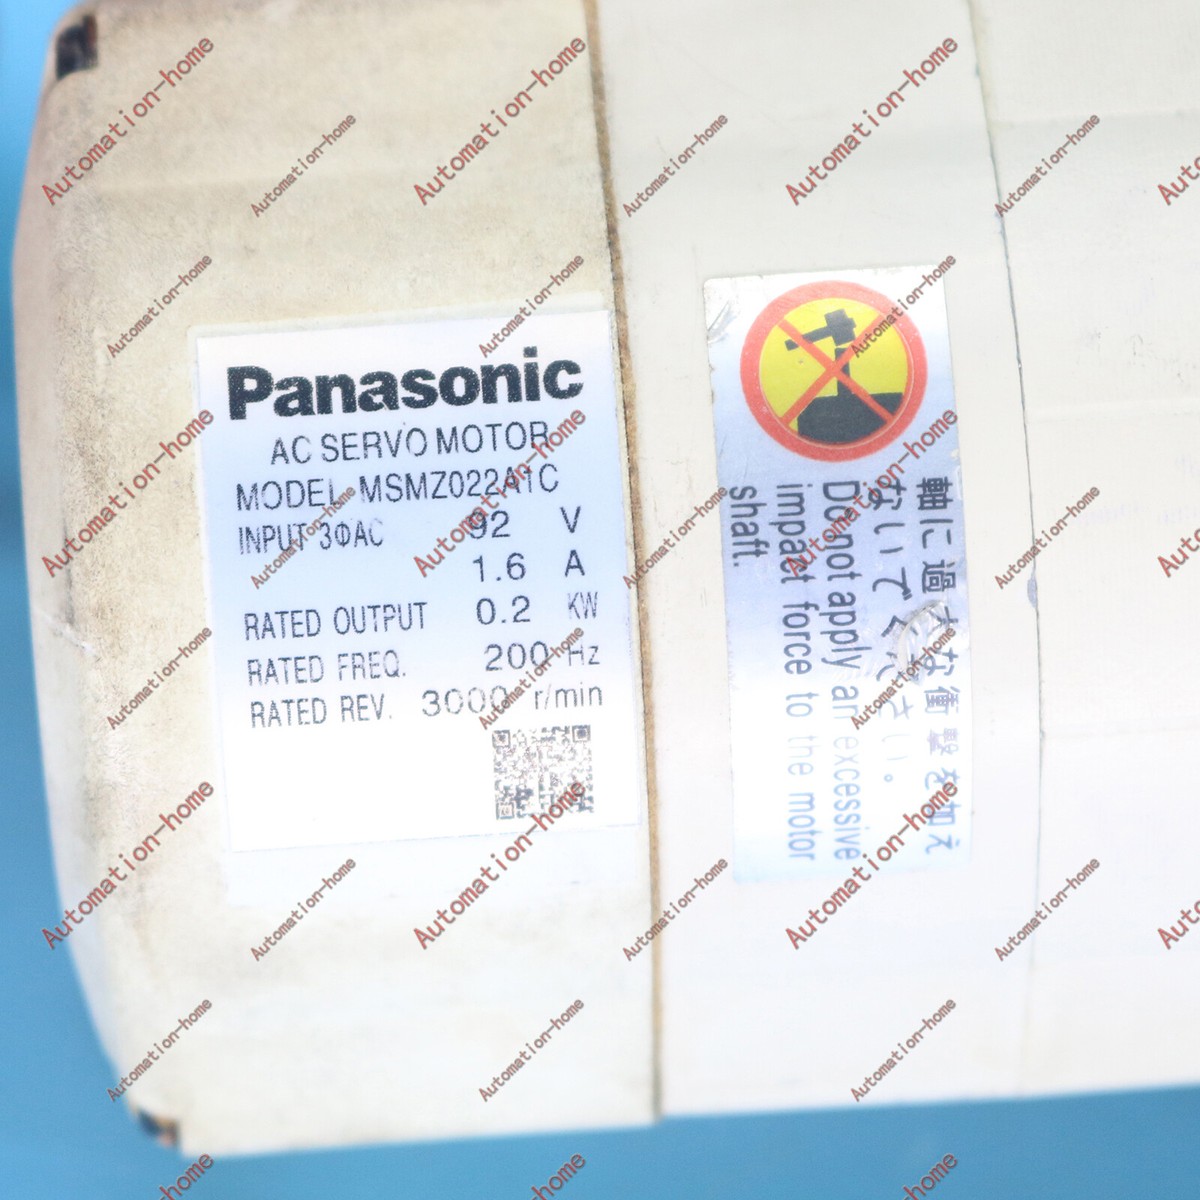 Panasonic
AC SERVO MOTOR
MODEL MSMZ022A1C
INPUT 3ΦAC 92 V
1.6 A
RATED OUTPUT 0.2 KW
RATED FREQ. 200 Hz
RATED REV. 3000 r/min
軸に過大な衝撃を加え
ないでください。
Do not apply an excessive
impact force to the motor
shaft.
Automation-home